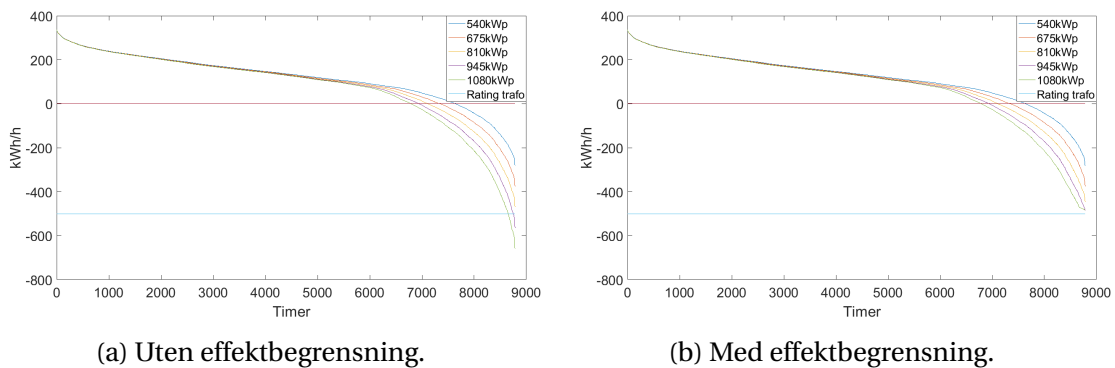 400
200
0
-200
-400
-600
-800
kWh/h
0 1000 2000 3000 4000 5000 6000 7000 8000 9000
Timer
540kWp
675kWp
810kWp
945kWp
1080kWp
Rating trafo
(a) Uten effektbegrensning.
400
200
0
-200
-400
-600
-800
kWh/h
0 1000 2000 3000 4000 5000 6000 7000 8000 9000
Timer
540kWp
675kWp
810kWp
945kWp
1080kWp
Rating trafo
(b) Med effektbegrensning.